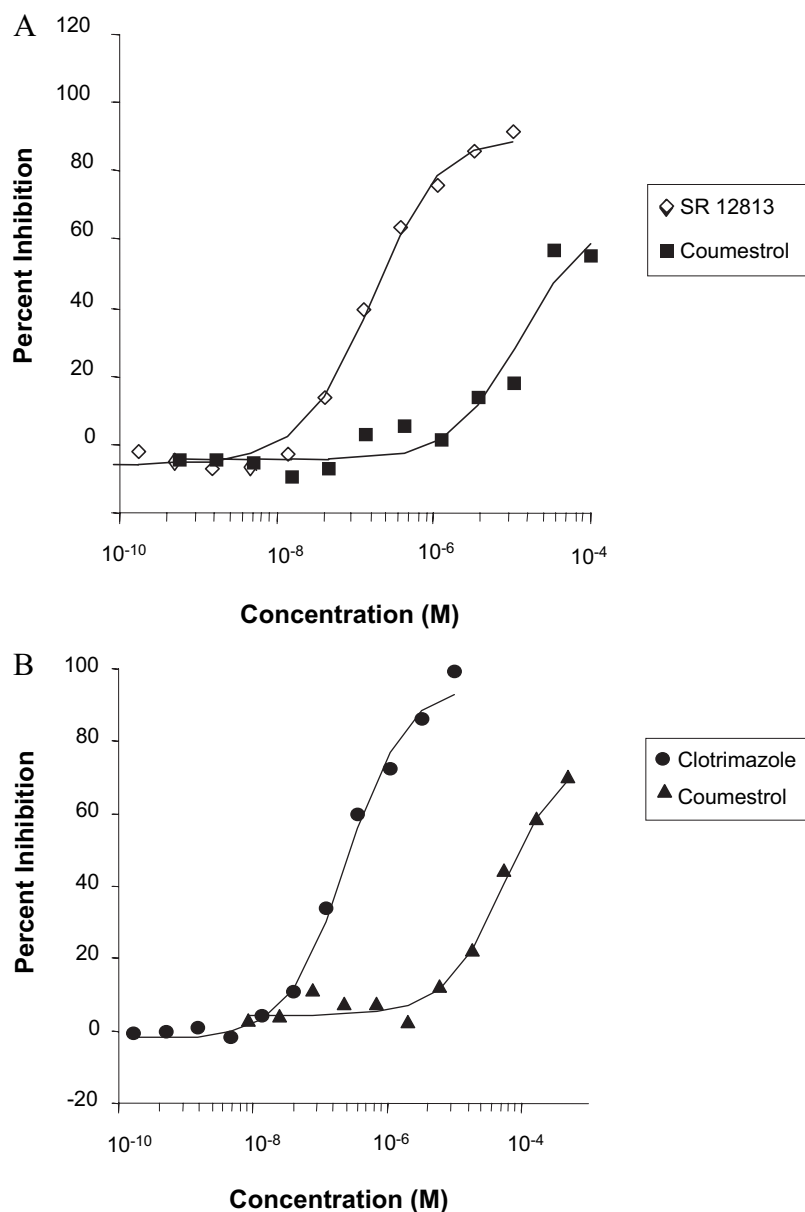 A
120
100
80
60
40
20
0
Percent Inhibition
10-10
10-8
10-6
10-4
Concentration (M)
SR 12813
Coumestrol
B
100
80
60
40
20
0
-20
Percent Inihibition
10-10
10-8
10-6
10-4
Concentration (M)
Clotrimazole
Coumestrol